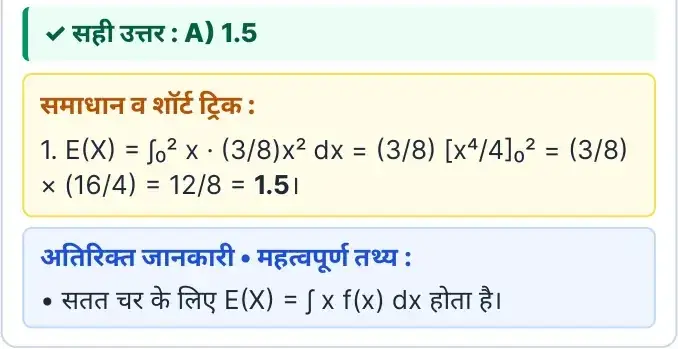 ✓ सही उत्तर : A) 1.5
समाधान व शॉर्ट ट्रिक :
1. E(X) = ∫₀² x · (3/8)x² dx = (3/8) [x⁴/4]₀² = (3/8)
× (16/4) = 12/8 = 1.5।
अतिरिक्त जानकारी • महत्वपूर्ण तथ्य :
• सतत चर के लिए E(X) = ∫ x f(x) dx होता है।